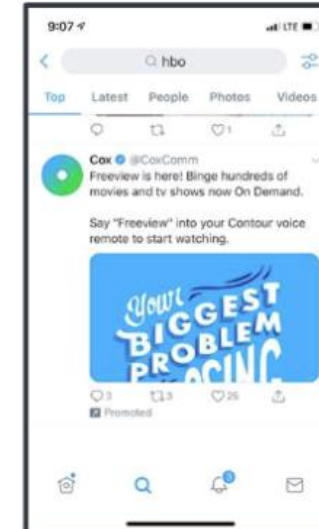 9:07
LTE
hbo
Top Latest People Photos Videos
1
Cox @CoxComm
Freeview is here! Binge hundreds of
movies and tv shows now On Demand.
Say "Freeview" into your Contour voice
remote to start watching.
Your
BIGGEST
PROBLEM
3 3 25
Promoted
3